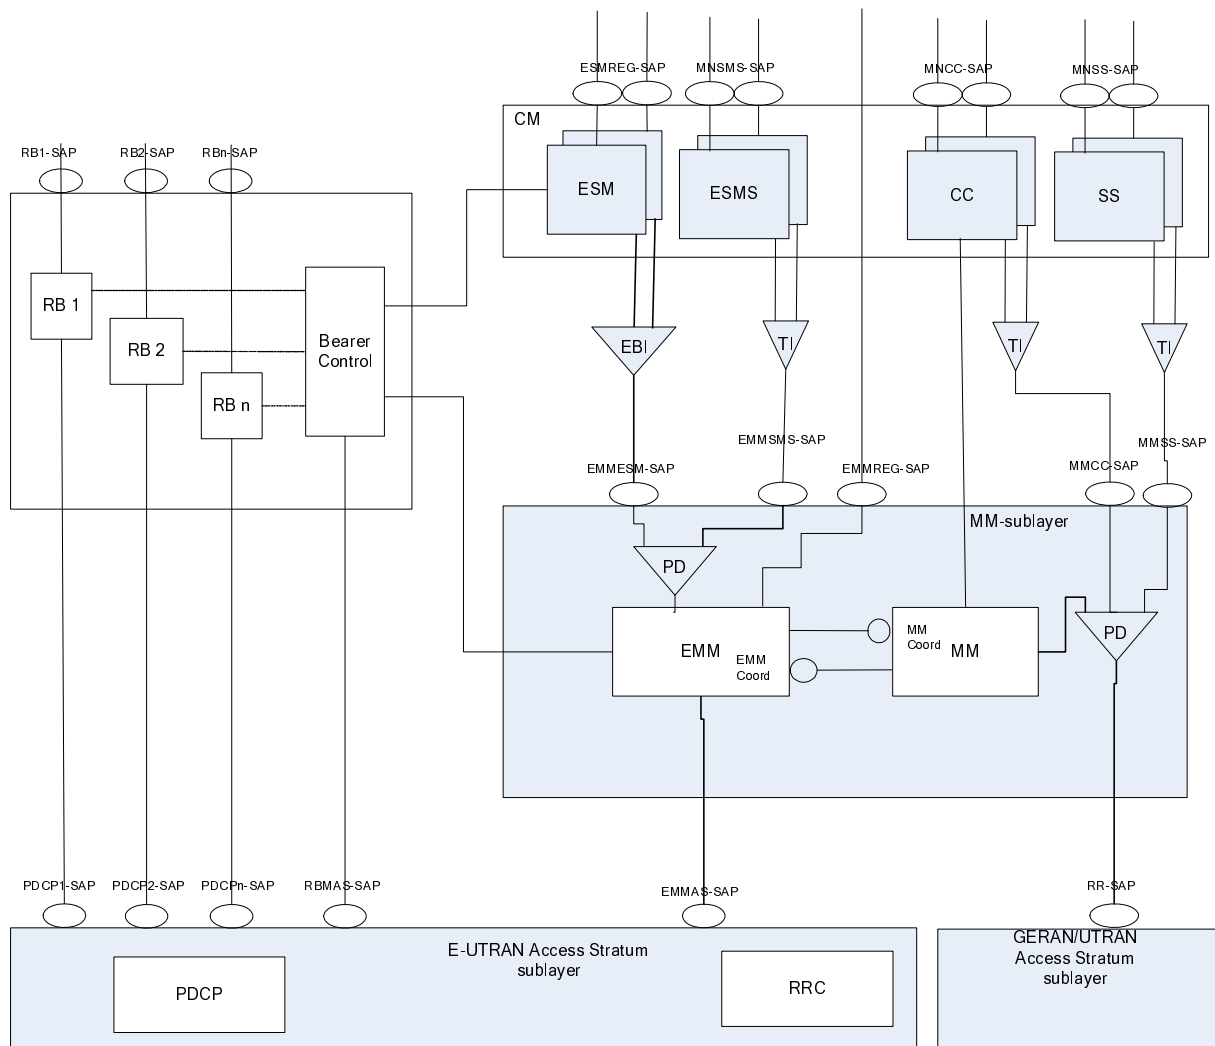 ESMREG-SAP
MNSMS-SAP
MNCC-SAP
MNSS-SAP
CM
RB1-SAP
RB2-SAP
RBn-SAP
ESM
ESMS
CC
SS
RB 1
RB 2
RB n
Bearer
Control
EBI
TI
TI
TI
EMMESM-SAP
EMMSMS-SAP
EMMREG-SAP
MMCC-SAP
MMSS-SAP
MM-sublayer
PD
EMM
EMM
Coord
MM
Coord
MM
PD
PDCP1-SAP
PDCP2-SAP
PDCPn-SAP
RBMAS-SAP
EMMAS-SAP
RR-SAP
E-UTRAN Access Stratum
sublayer
PDCP
RRC
GERAN/UTRAN
Access Stratum
sublayer